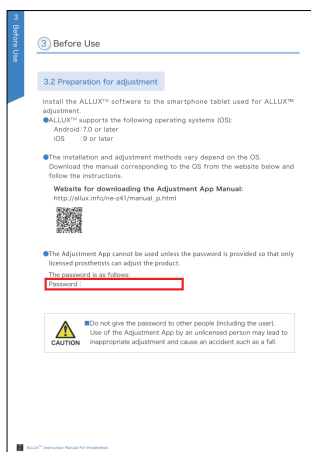 3 Before Use
3 Before Use
3.2 Preparation for adjustment
Install the ALLUX™ software to the smartphone tablet used for ALLUX™
adjustment.
●ALLUX™ supports the following operating systems (OS):
Android:7.0 or later
iOS :9 or later
●The installation and adjustment methods vary depend on the OS.
Download the manual corresponding to the OS from the website below and
follow the instructions.
Website for downloading the Adjustment App Manual:
http://allux.info/ne-z41/manual_p.html
●The Adjustment App cannot be used unless the password is provided so that only
licensed prosthetists can adjust the product.
The password is as follows:
Password :
CAUTION
■Do not give the password to other people (including the user).
Use of the Adjustment App by an unlicensed person may lead to
inappropriate adjustment and cause an accident such as a fall.
ALLUX™ Instruction Manual For Prosthetists